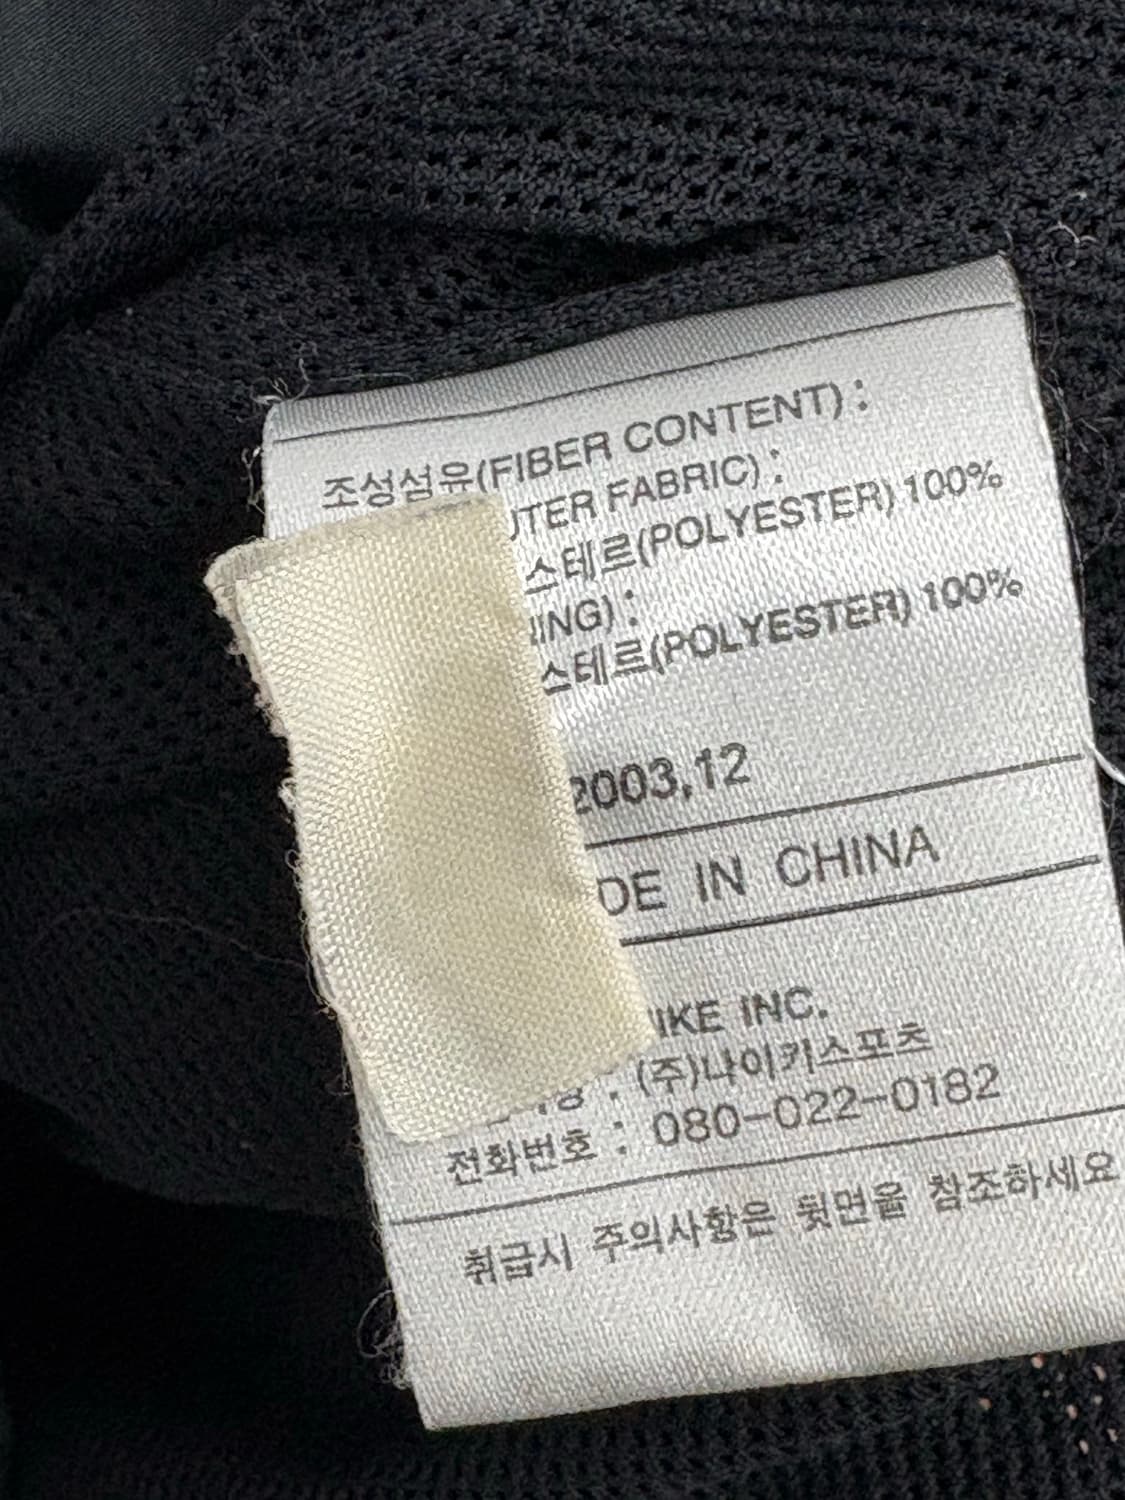 조성섬유(FIBER CONTENT) :
UTER FABRIC) :
스테르(POLYESTER) 100%
ING) :
스테르(POLYESTER) 100%
2003.12
DE IN CHINA
IKE INC.
: (주)나이키스포츠
전화번호 : 080-022-0182
취급시 주의사항은 뒷면을 참조하세요